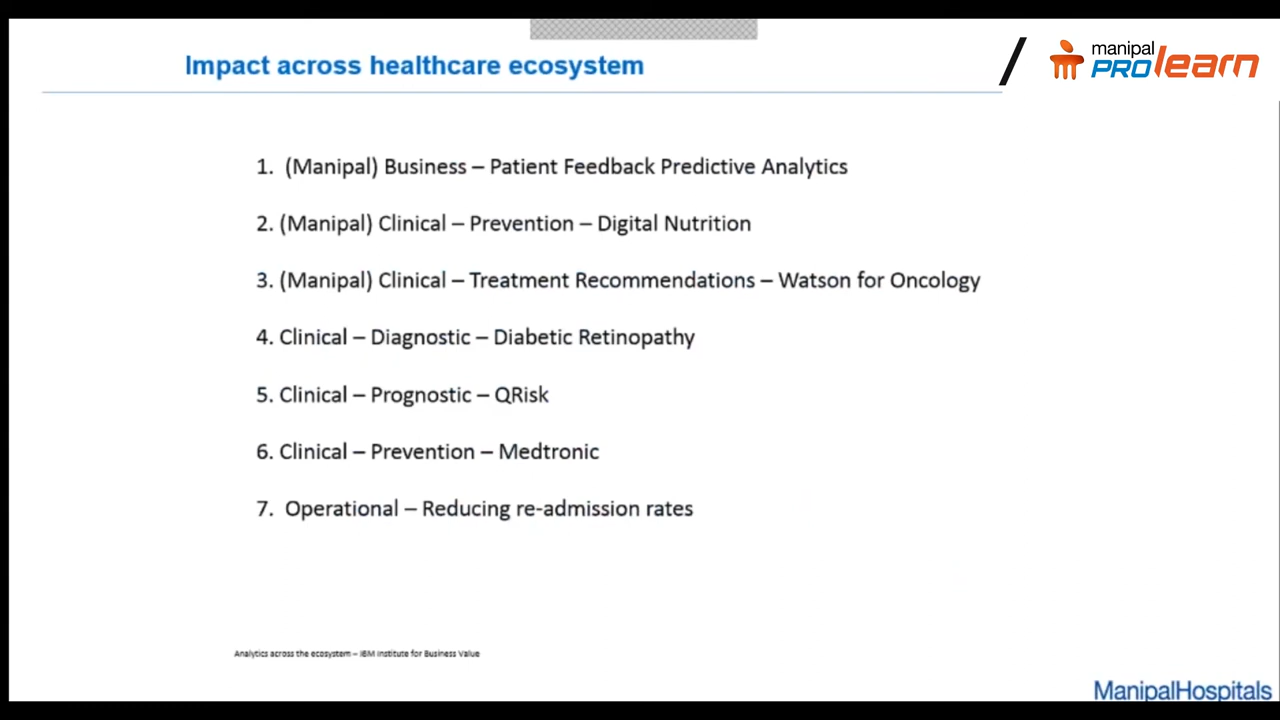 Impact across healthcare ecosystem
manipal
PROlearn
1. (Manipal) Business – Patient Feedback Predictive Analytics
2. (Manipal) Clinical – Prevention – Digital Nutrition
3. (Manipal) Clinical – Treatment Recommendations – Watson for Oncology
4. Clinical – Diagnostic – Diabetic Retinopathy
5. Clinical – Prognostic – QRisk
6. Clinical – Prevention – Medtronic
7. Operational – Reducing re-admission rates
Analytics across the ecosystem – IBM Institute for Business Value
ManipalHospitals